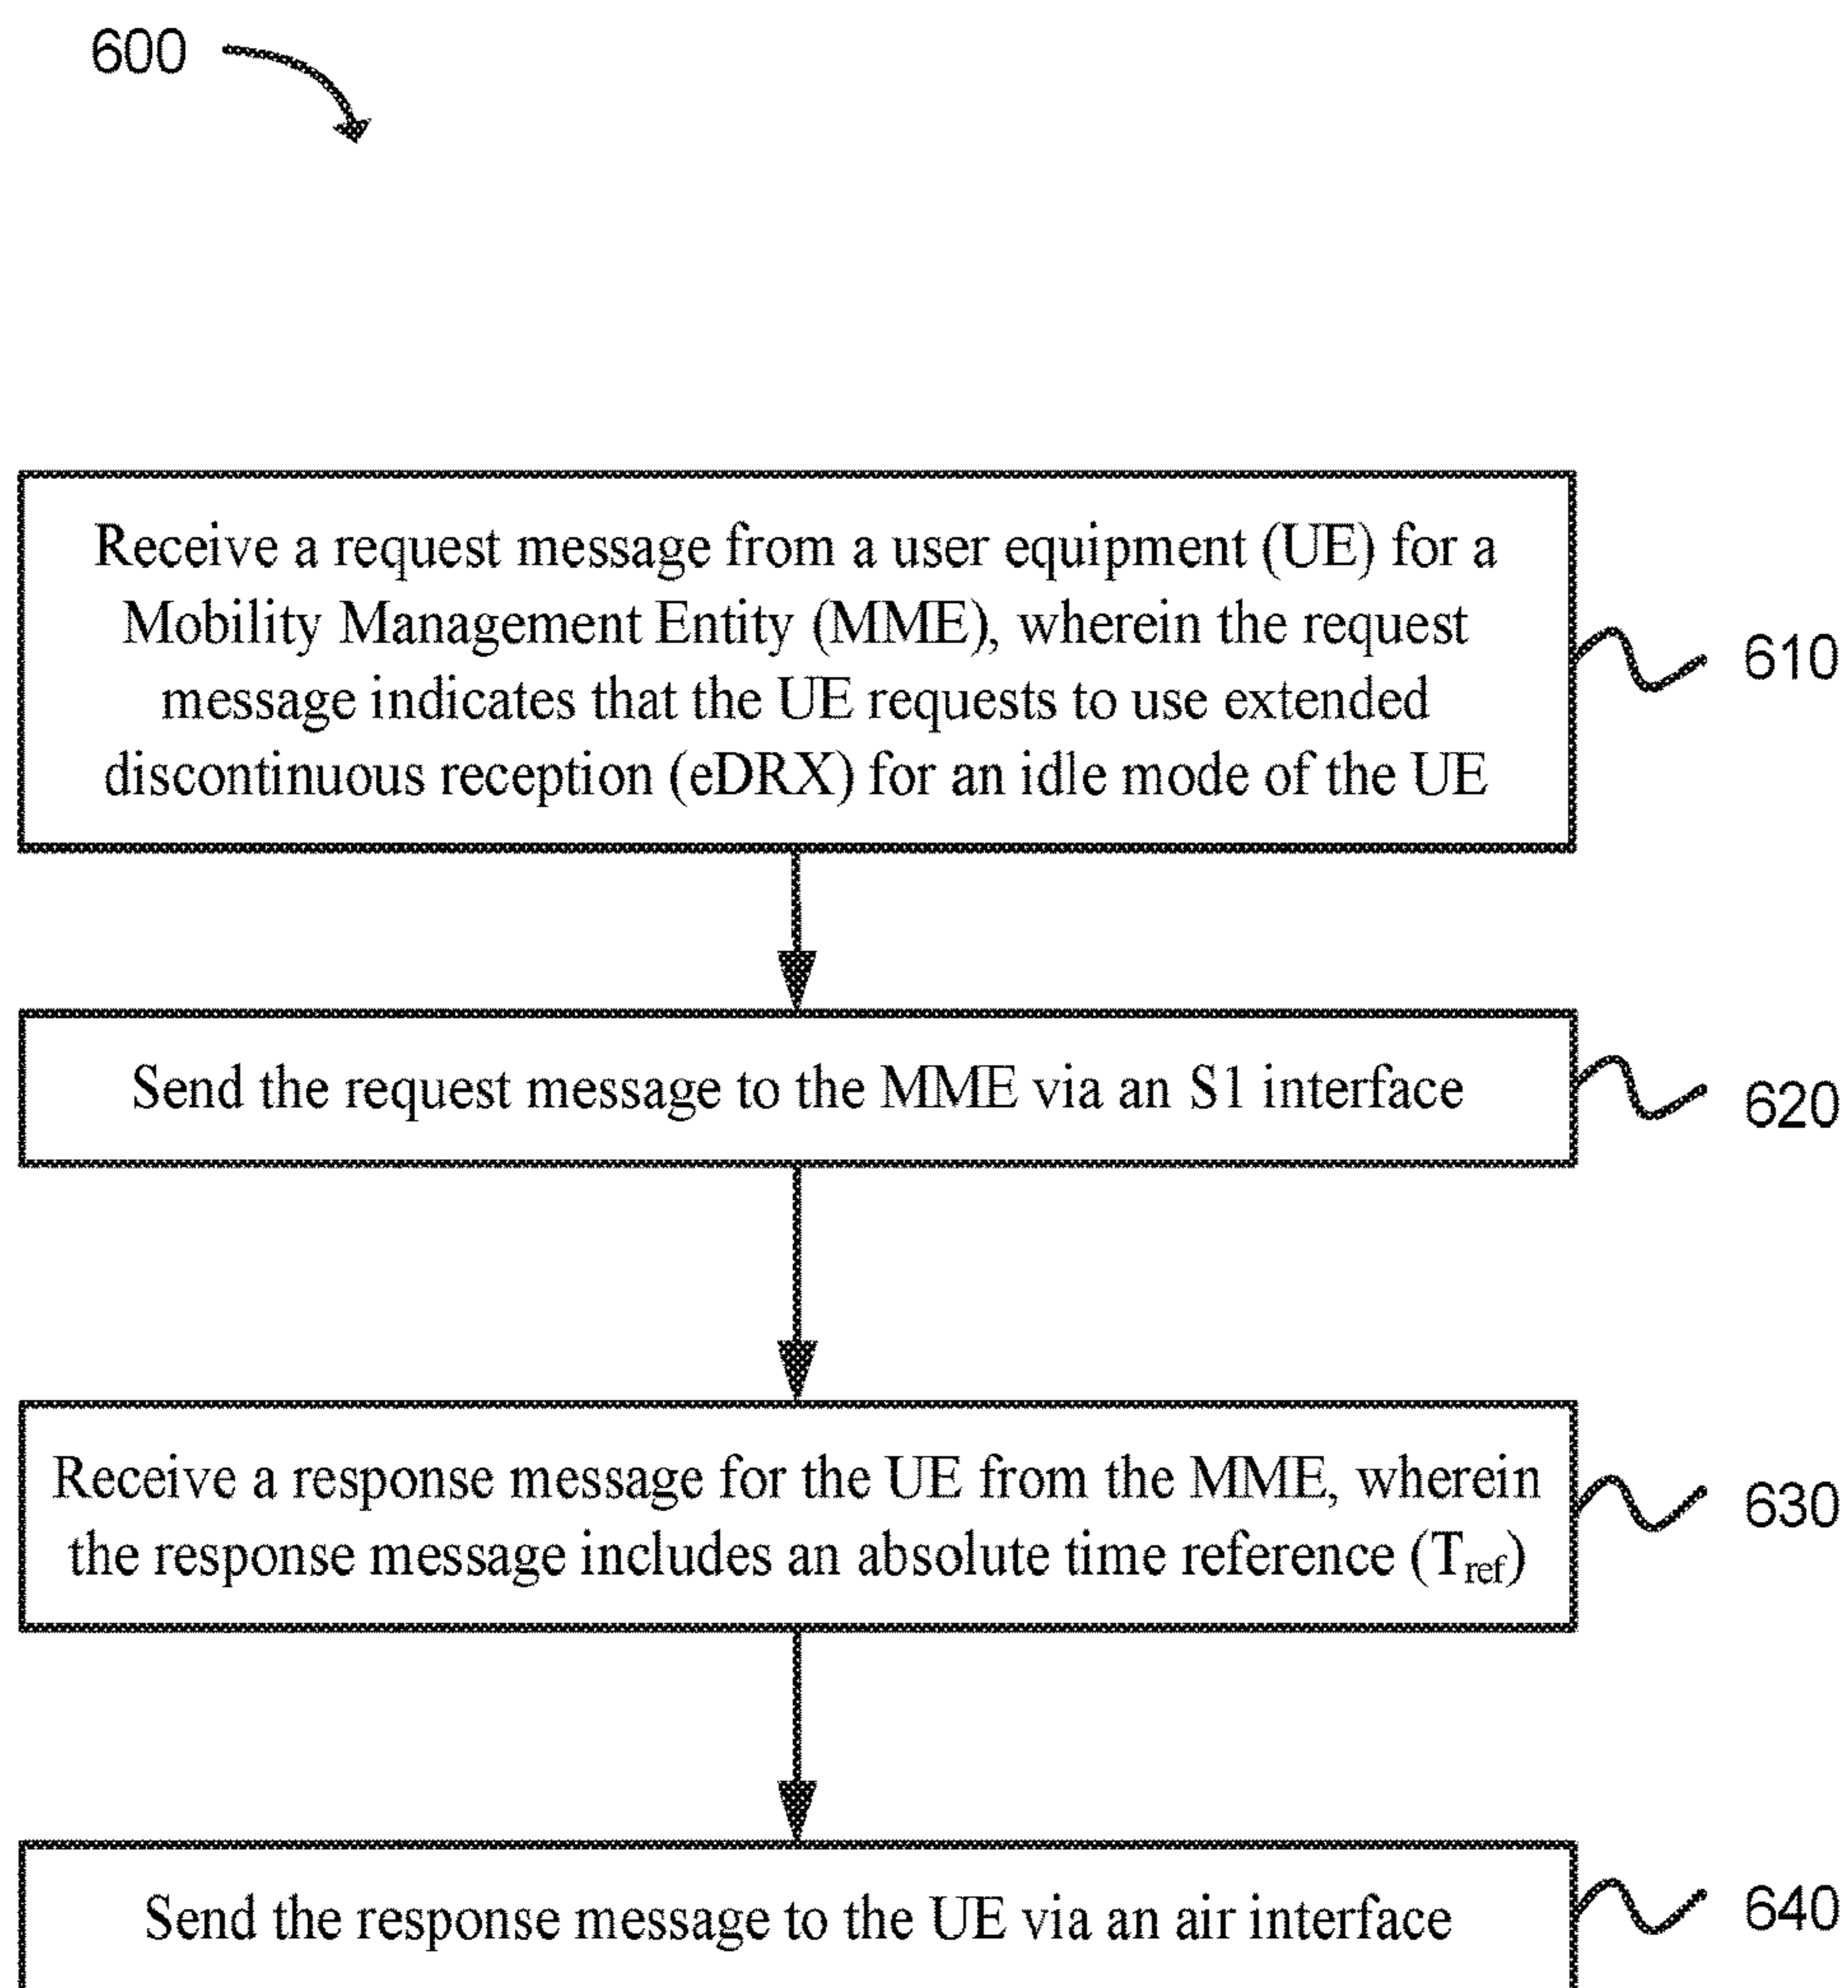 600
Receive a request message from a user equipment (UE) for a
Mobility Management Entity (MME), wherein the request
message indicates that the UE requests to use extended
discontinuous reception (eDRX) for an idle mode of the UE
610
Send the request message to the MME via an S1 interface
620
Receive a response message for the UE from the MME, wherein
the response message includes an absolute time reference (Tref)
630
Send the response message to the UE via an air interface
640